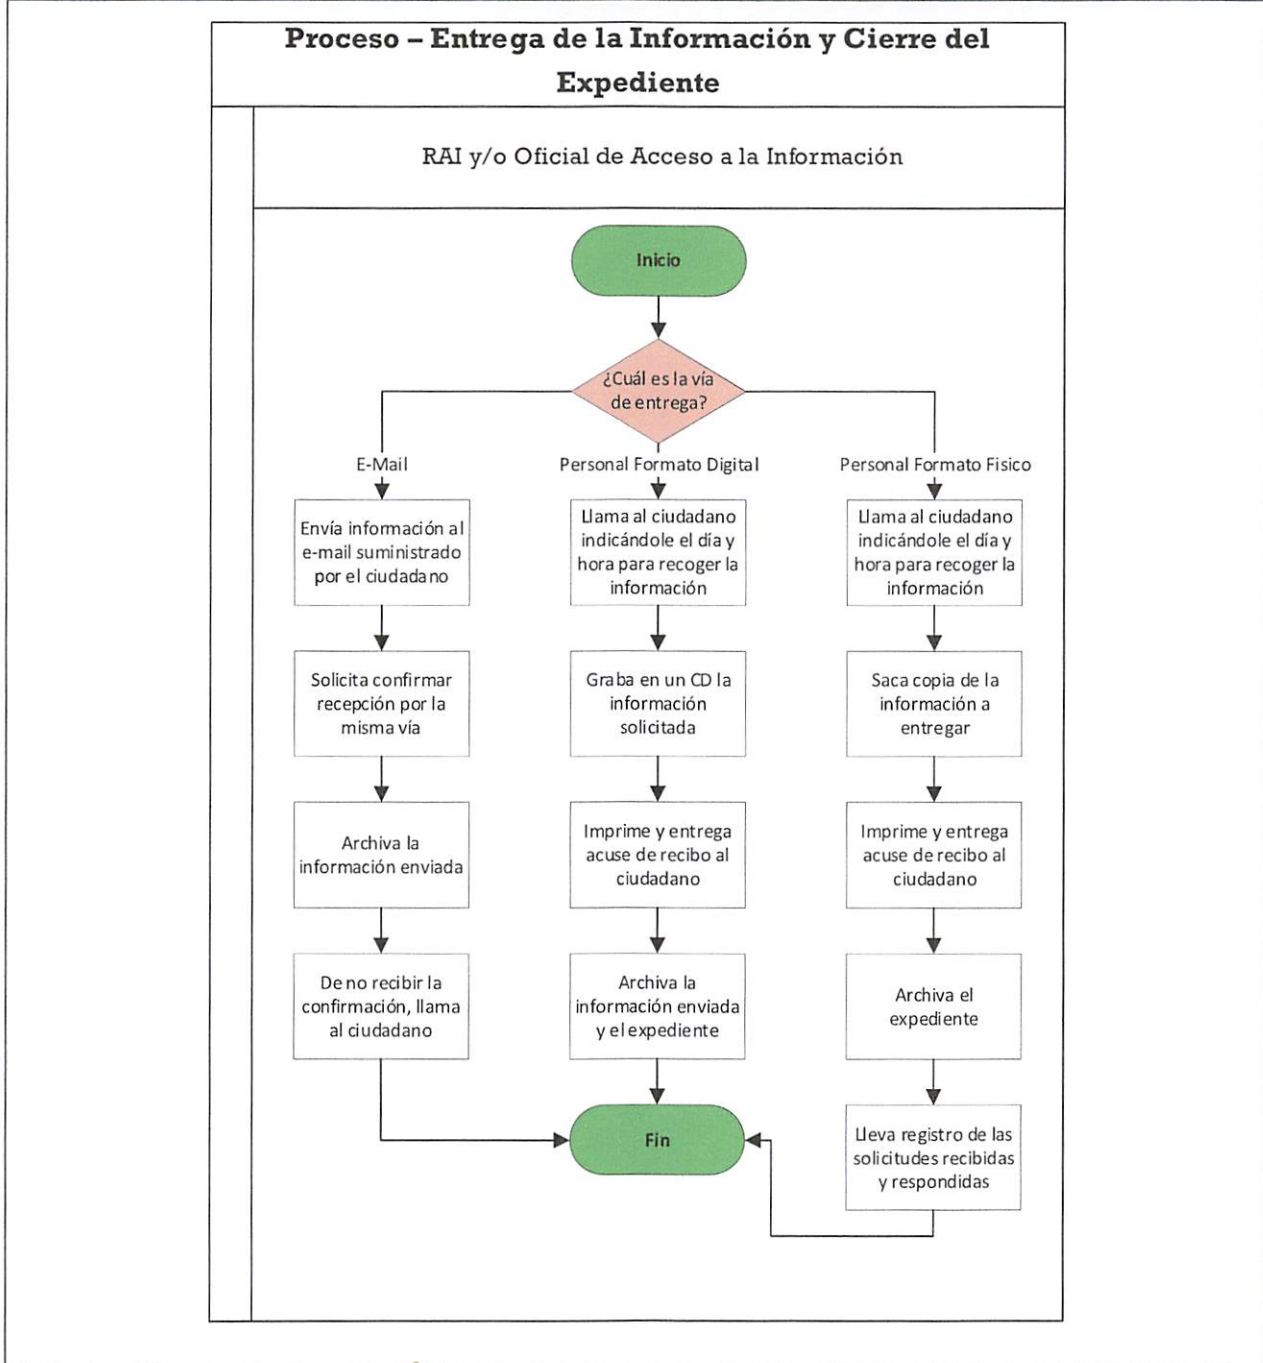 Proceso – Entrega de la Información y Cierre del
Expediente
RAI y/o Oficial de Acceso a la Información
Inicio
¿Cuál es la vía
de entrega?
E-Mail
Envía información al
e-mail suministrado
por el ciudadano
Solicita confirmar
recepción por la
misma vía
Archiva la
información enviada
De no recibir la
confirmación, llama
al ciudadano
Personal Formato Digital
Llama al ciudadano
indicándole el día y
hora para recoger la
información
Graba en un CD la
información
solicitada
Imprime y entrega
acuse de recibo al
ciudadano
Archiva la
información enviada
y el expediente
Personal Formato Fisico
Llama al ciudadano
indicándole el día y
hora para recoger la
información
Saca copia de la
información a
entregar
Imprime y entrega
acuse de recibo al
ciudadano
Archiva el
expediente
Lleva registro de las
solicitudes recibidas
y respondidas
Fin